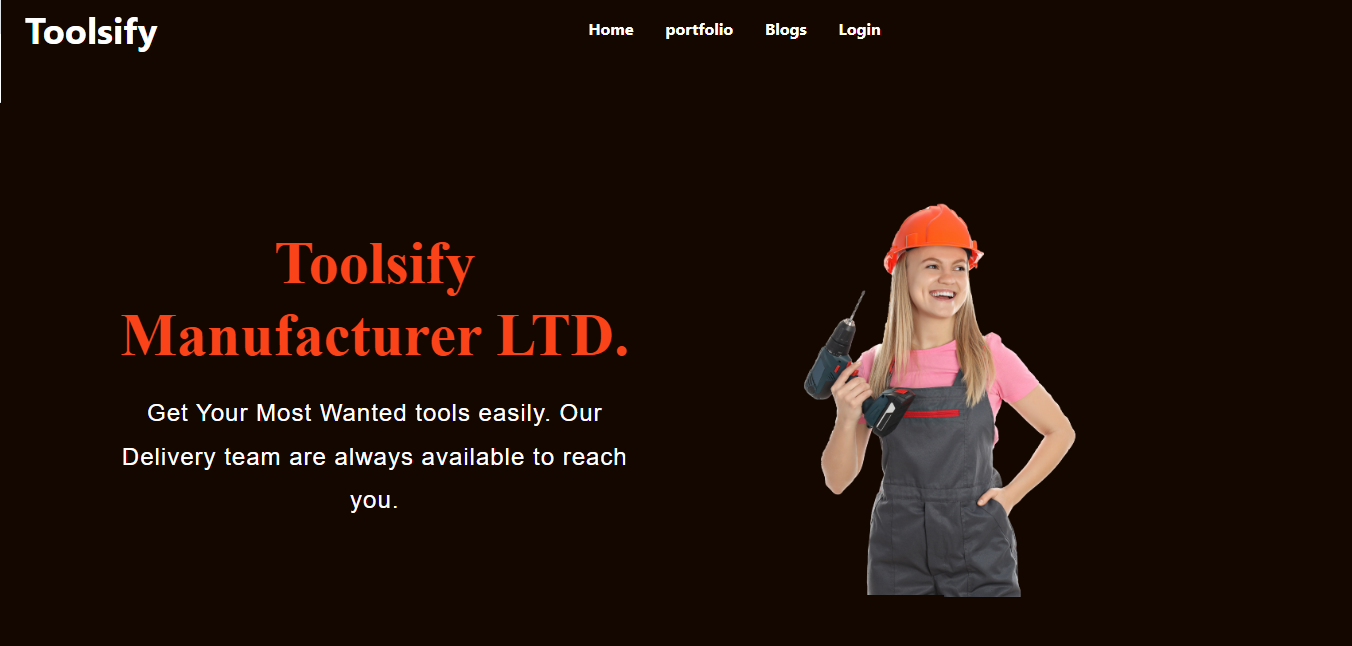 Toolsify
Home portfolio Blogs Login
Toolsify
Manufacturer LTD.
Get Your Most Wanted tools easily. Our
Delivery team are always available to reach
you.